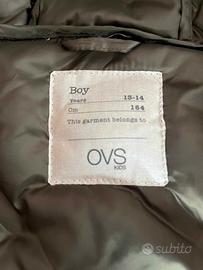 Boy
Years 13-14
Cm 164
This garment belongs to
OVS
KIDS
subito